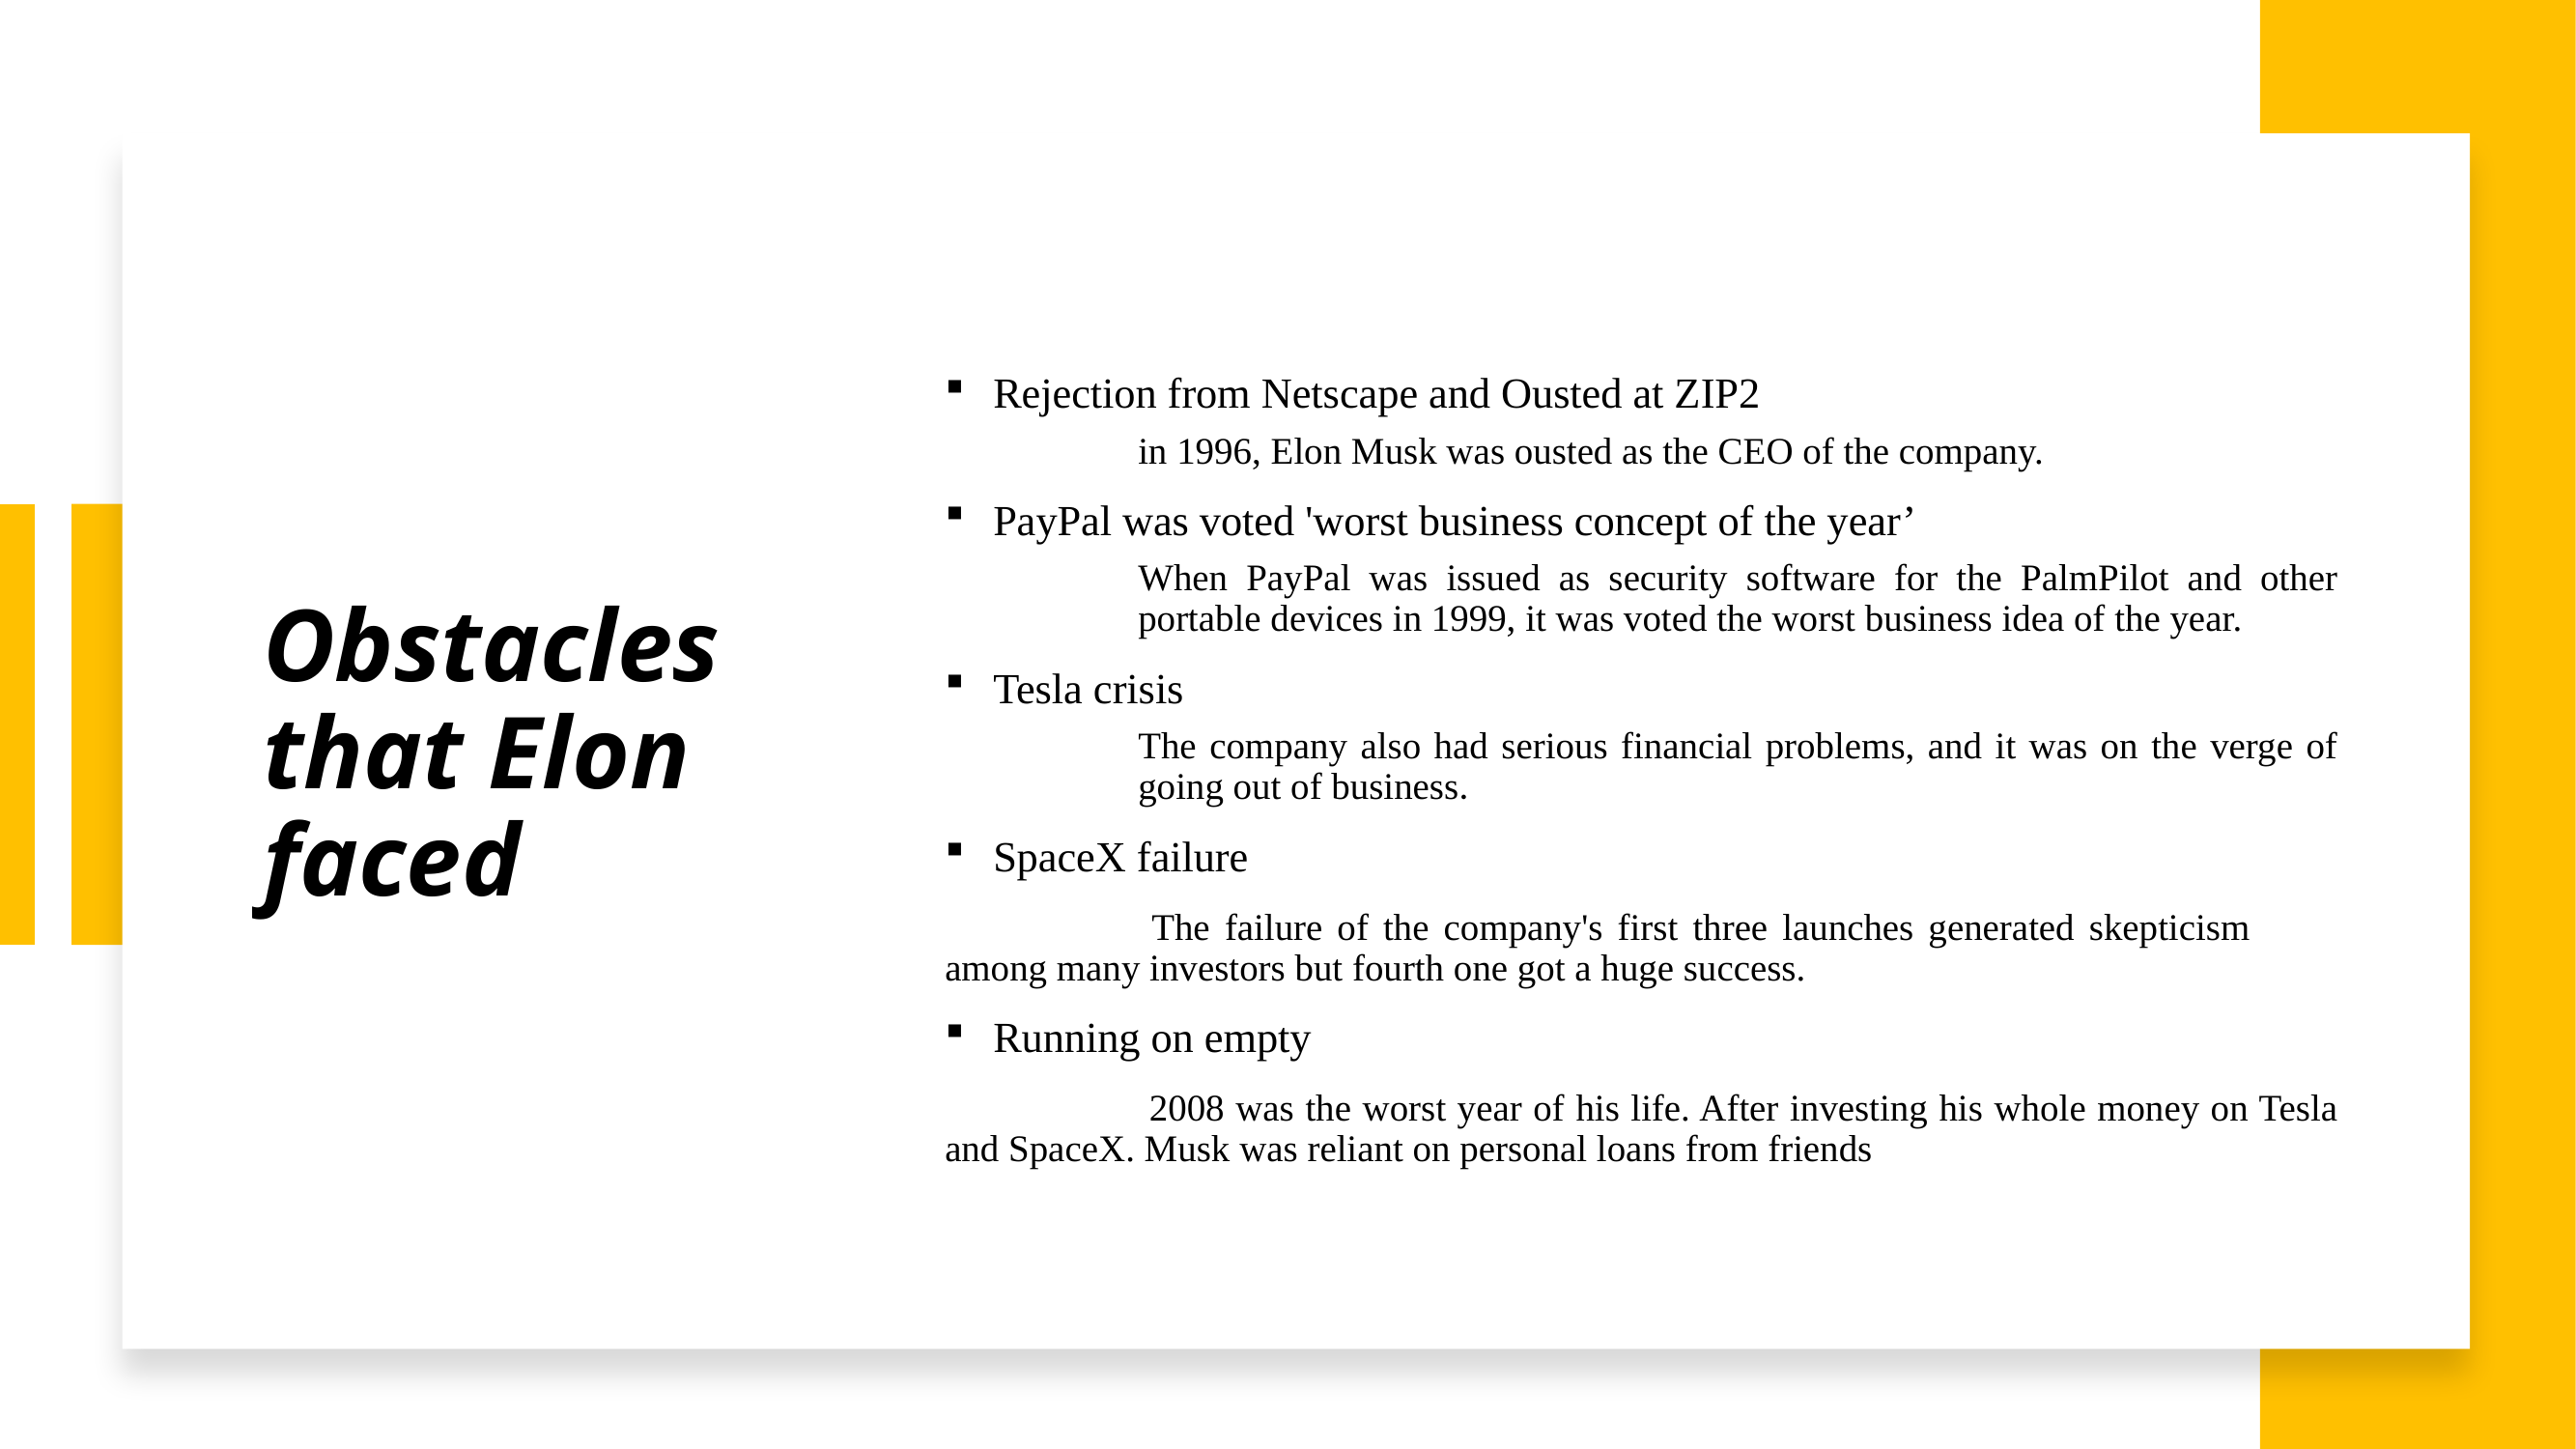 Obstacles
that Elon
faced
▪ Rejection from Netscape and Ousted at ZIP2
in 1996, Elon Musk was ousted as the CEO of the company.
▪ PayPal was voted 'worst business concept of the year’
When PayPal was issued as security software for the PalmPilot and other
portable devices in 1999, it was voted the worst business idea of the year.
▪ Tesla crisis
The company also had serious financial problems, and it was on the verge of
going out of business.
▪ SpaceX failure
The failure of the company's first three launches generated skepticism
among many investors but fourth one got a huge success.
▪ Running on empty
2008 was the worst year of his life. After investing his whole money on Tesla
and SpaceX. Musk was reliant on personal loans from friends